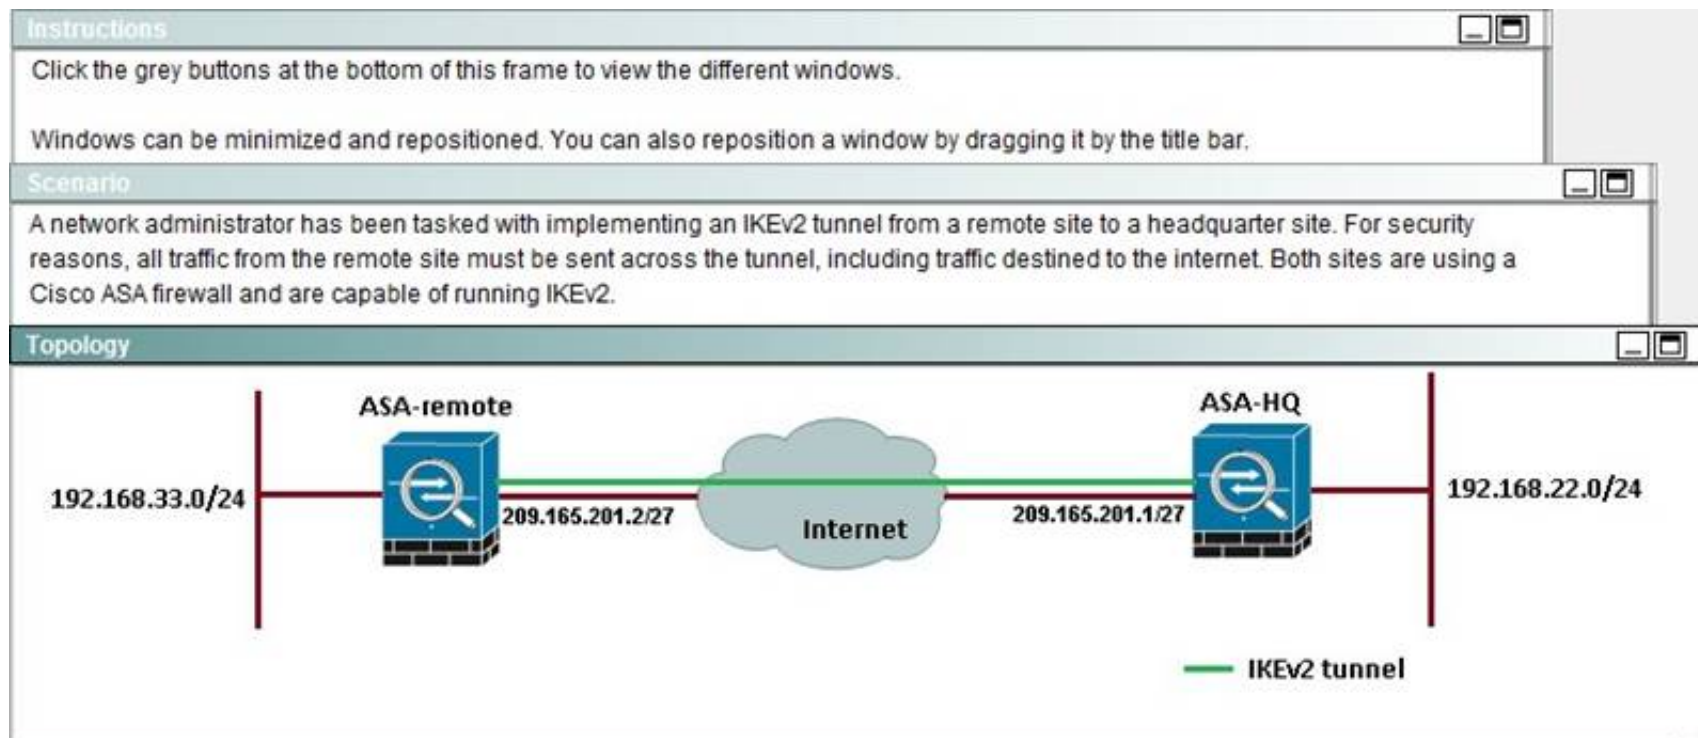 Instructions
Click the grey buttons at the bottom of this frame to view the different windows.
Windows can be minimized and repositioned. You can also reposition a window by dragging it by the title bar.
Scenario
A network administrator has been tasked with implementing an IKEv2 tunnel from a remote site to a headquarter site. For security
reasons, all traffic from the remote site must be sent across the tunnel, including traffic destined to the internet. Both sites are using a
Cisco ASA firewall and are capable of running IKEv2.
Topology
ASA-remote
ASA-HQ
192.168.33.0/24
209.165.201.2/27
Internet
209.165.201.1/27
192.168.22.0/24
IKEv2 tunnel